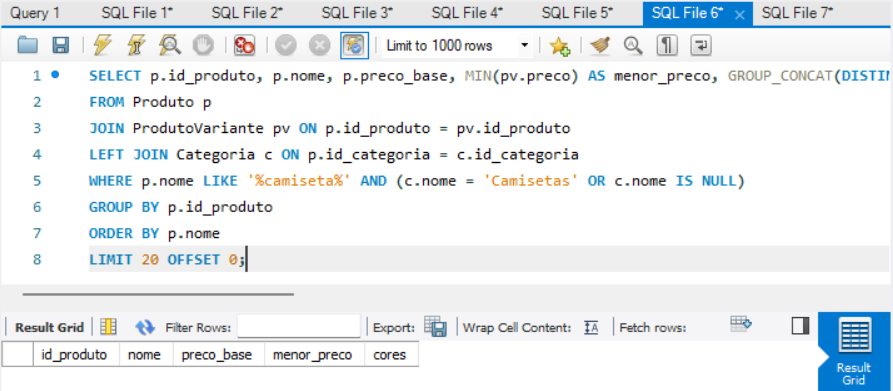 Query 1 SQL File 1* SQL File 2* SQL File 3* SQL File 4* SQL File 5* SQL File 6* × SQL File 7*
Limit to 1000 rows
1 SELECT p.id_produto, p.nome, p.preco_base, MIN(pv.preco) AS menor_preco, GROUP_CONCAT(DISTIN
2 FROM Produto p
3 JOIN ProdutoVariante pv ON p.id_produto = pv.id_produto
4 LEFT JOIN Categoria c ON p.id_categoria = c.id_categoria
5 WHERE p.nome LIKE '%camiseta%' AND (c.nome = 'Camisetas' OR c.nome IS NULL)
6 GROUP BY p.id_produto
7 ORDER BY p.nome
8 LIMIT 20 OFFSET 0;
Result Grid Filter Rows: Export: Wrap Cell Content: Fetch rows:
id_produto nome preco_base menor_preco cores
Result
Grid